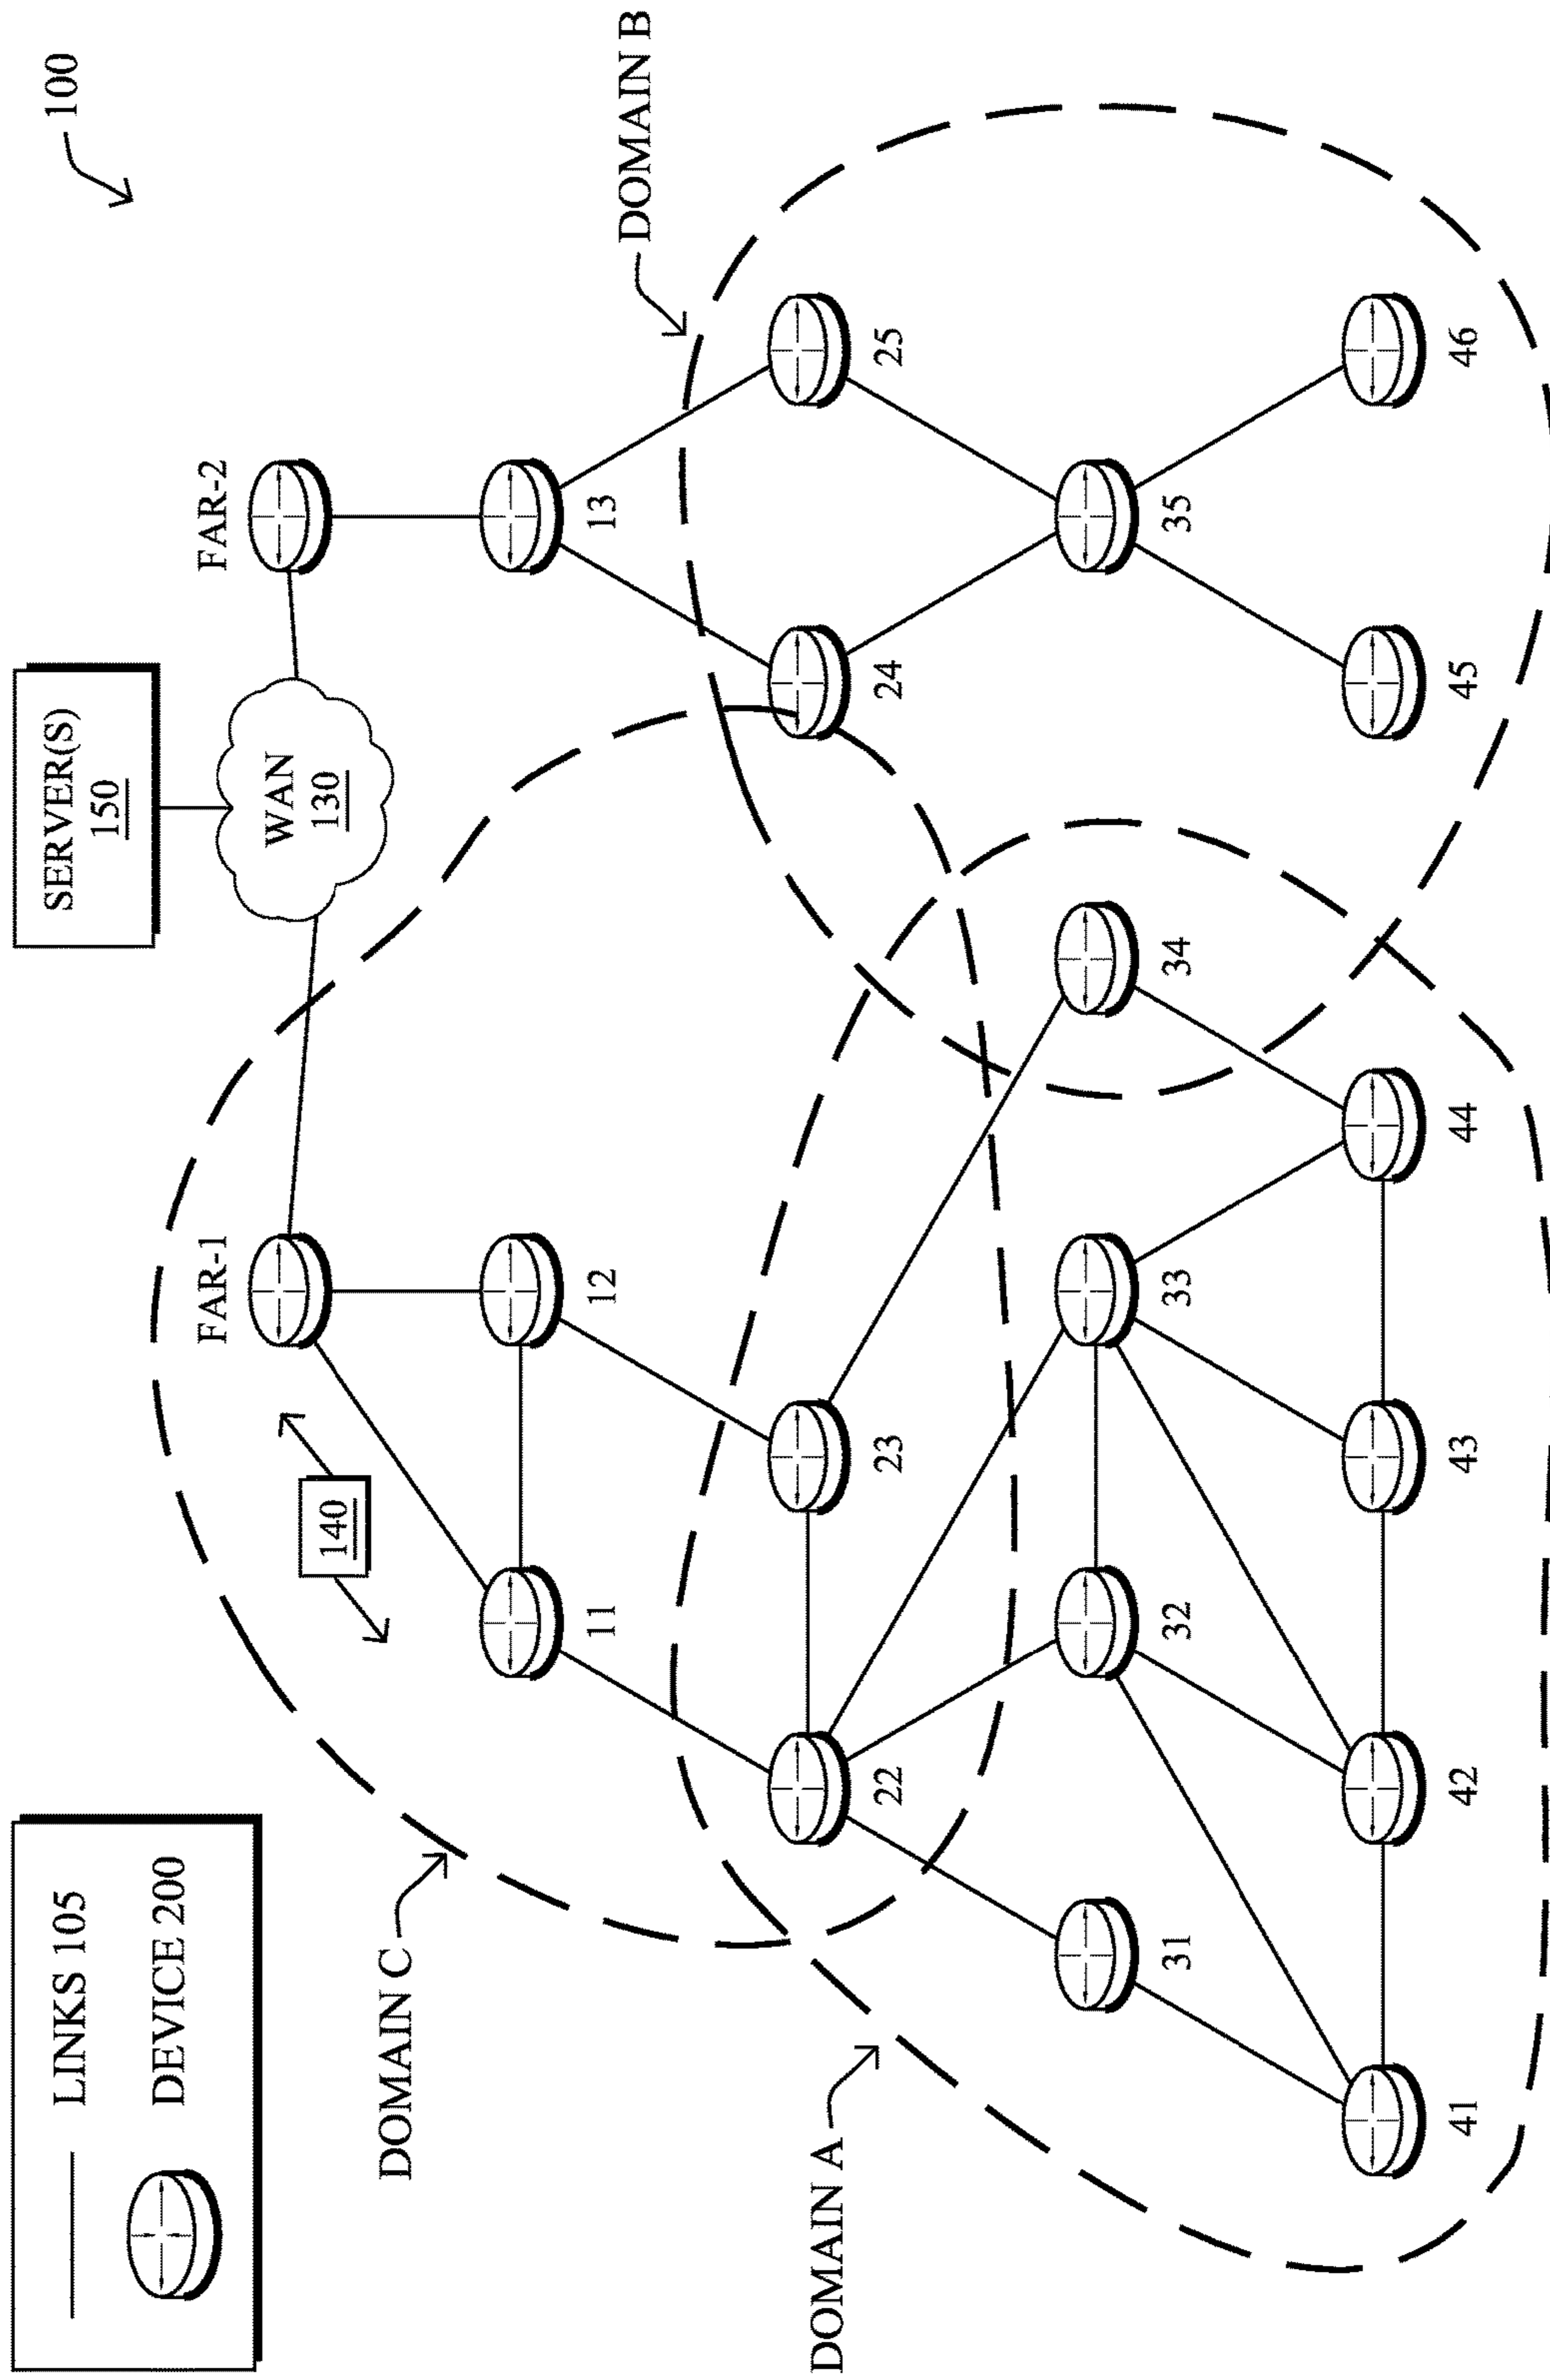 LINKS 105
DEVICE 200
SERVER(S)
150
100
WAN
130
FAR-1
FAR-2
140
DOMAIN C
DOMAIN B
11
12
13
DOMAIN A
22
23
24
25
31
32
33
34
35
41
42
43
44
45
46